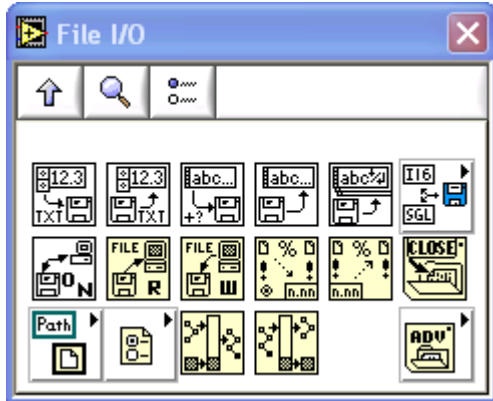 File I/O
12.3 12.3 abc... abc... abc I16
TXT TXT +? SGL
FILE FILE % % CLOSE
O N R W n.nn n.nn
Path ADV